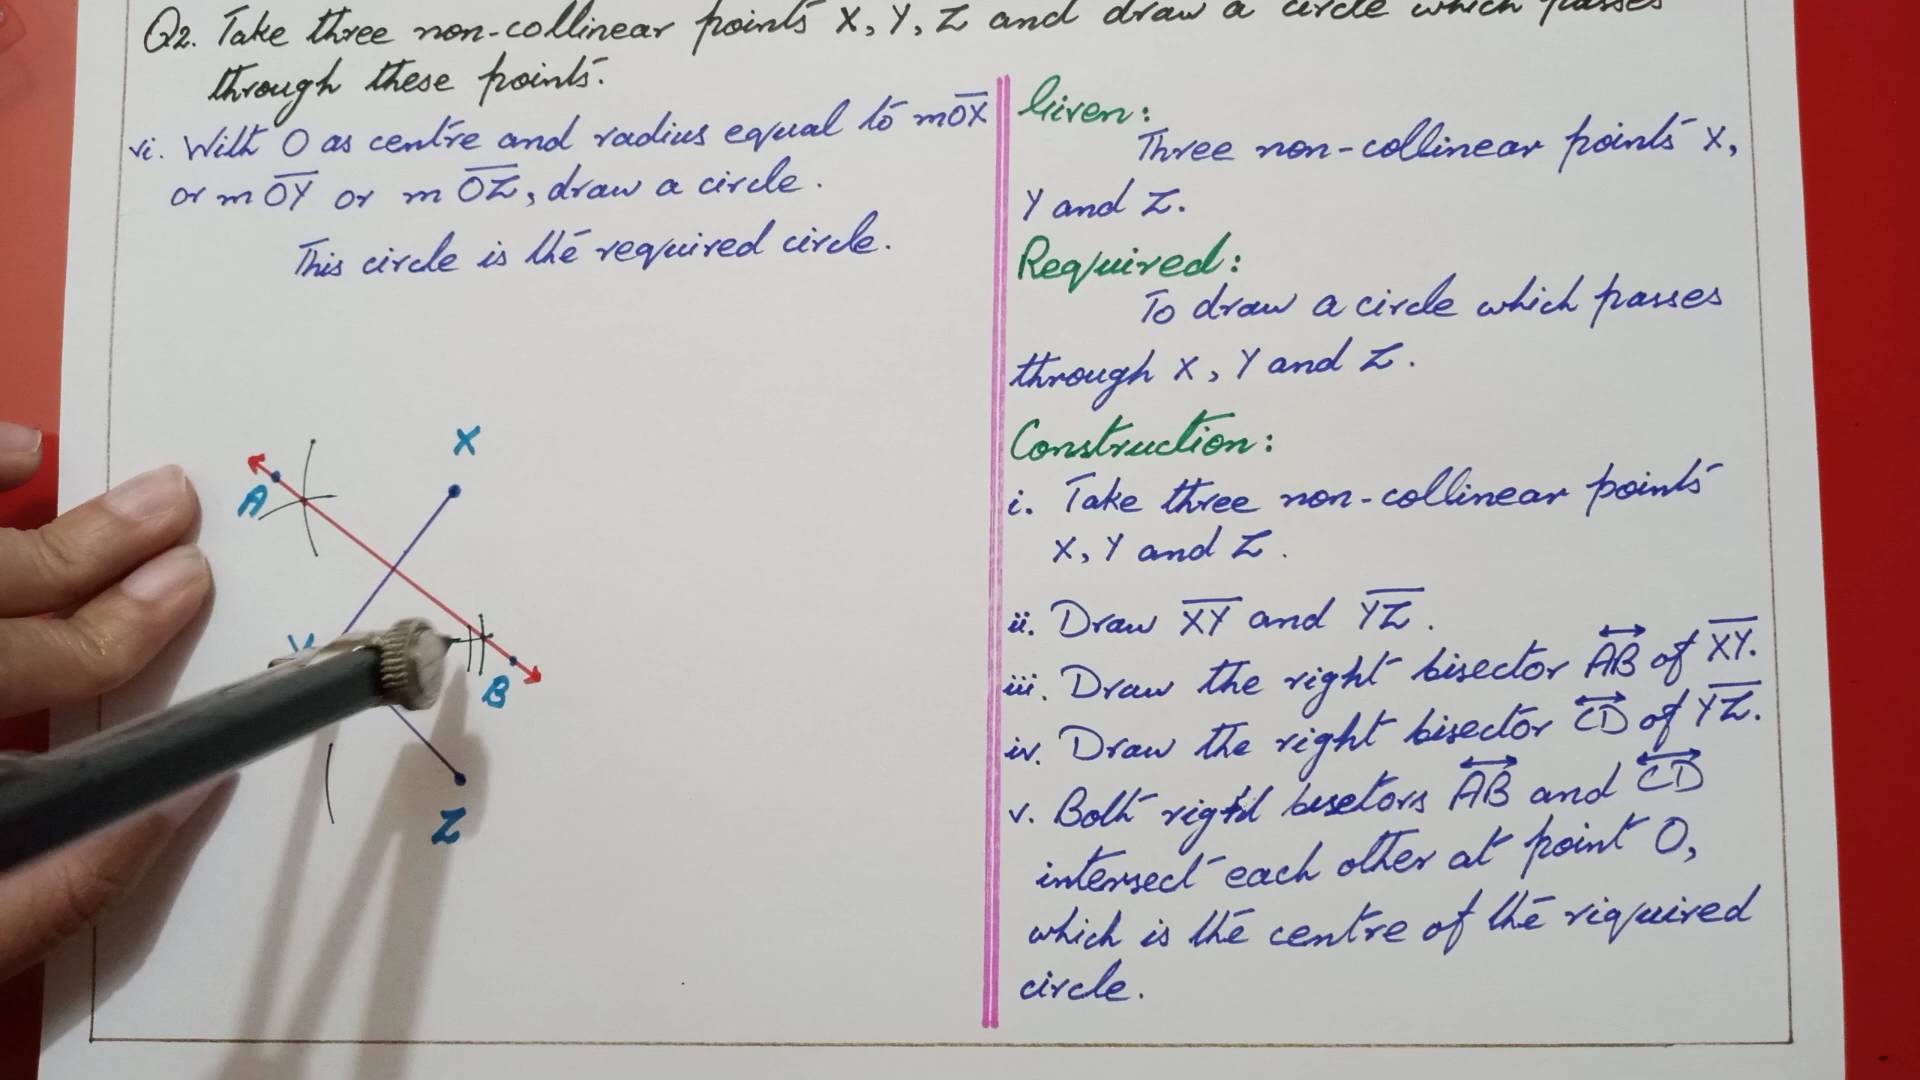 Q2. Take three non-collinear points X, Y, Z and draw a circle which passes
through these points.
vi. With O as centre and radius equal to mOX
or mOY or mOZ, draw a circle.
This circle is the required circle.
X
A
Y
B
Z
Given:
Three non-collinear points X,
Y and Z.
Required:
To draw a circle which passes
through X, Y and Z.
Construction:
i. Take three non-collinear points
X, Y and Z.
ii. Draw XY and YZ.
iii. Draw the right bisector AB of XY.
iv. Draw the right bisector CD of YZ.
v. Both bisetors AB and CD
intersect each other at point O,
which is the centre of the riquired
circle.